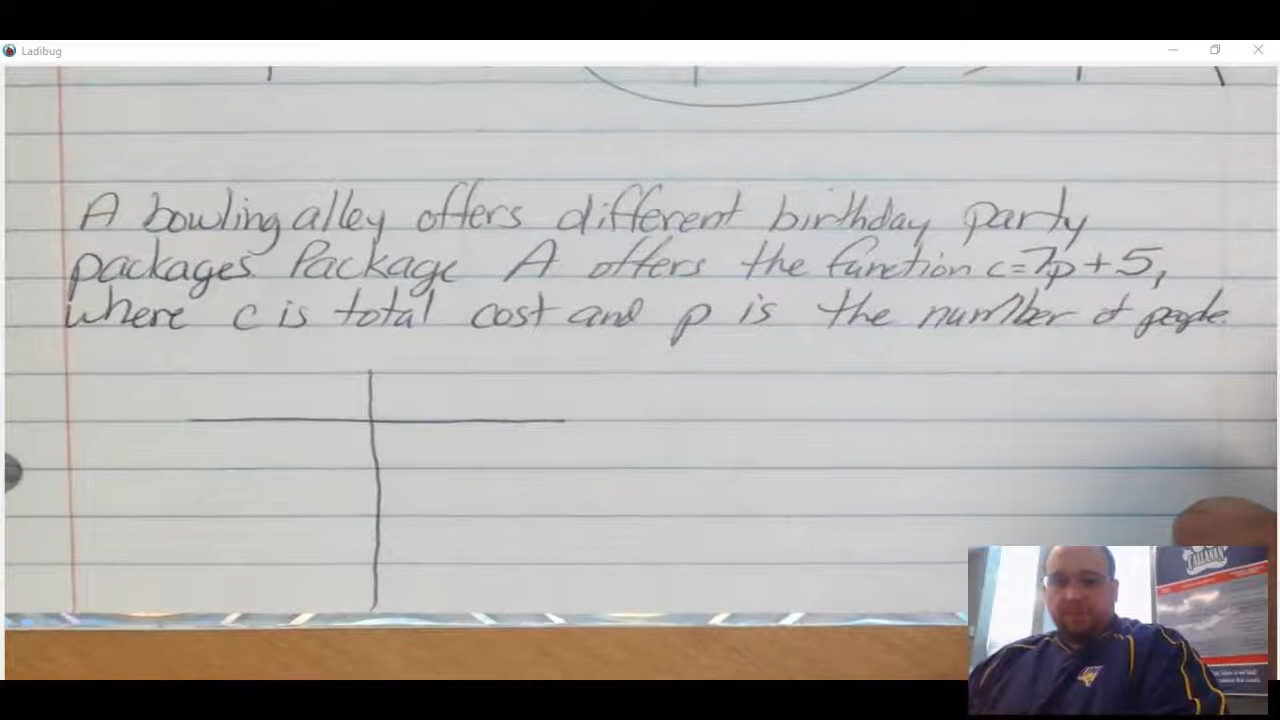 Ladibug
A bowling alley offers different birthday party
packages. Package A offers the function c=7p+5,
where c is total cost and p is the number of people.
CALLAHAN